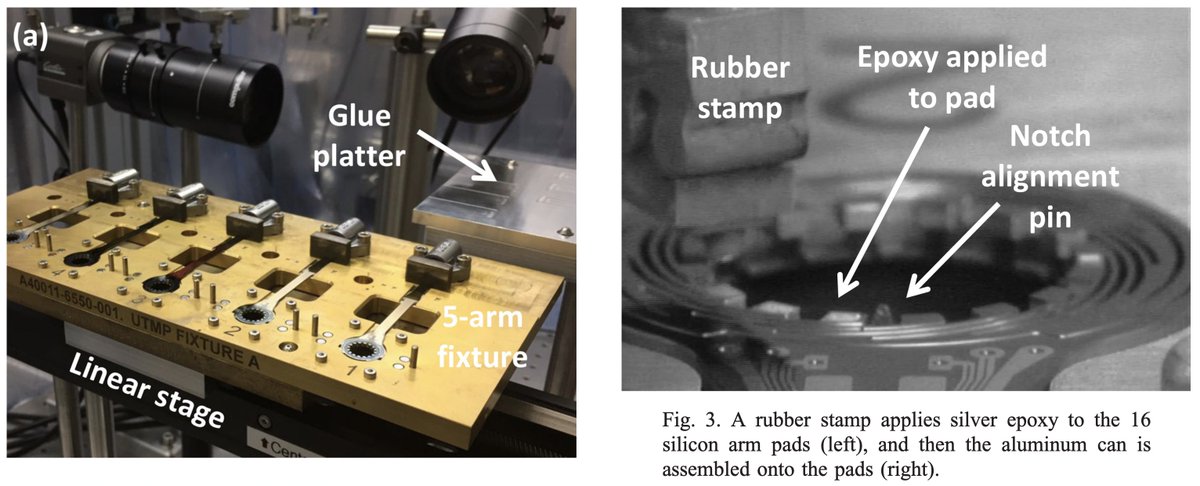 (a)
Glue
platter
5-arm
fixture
Linear stage
A40011-6550-001. UTMP FIXTURE A
4
2
1
Rubber
stamp
Epoxy applied
to pad
Notch
alignment
pin
Fig. 3. A rubber stamp applies silver epoxy to the 16
silicon arm pads (left), and then the aluminum can is
assembled onto the pads (right).